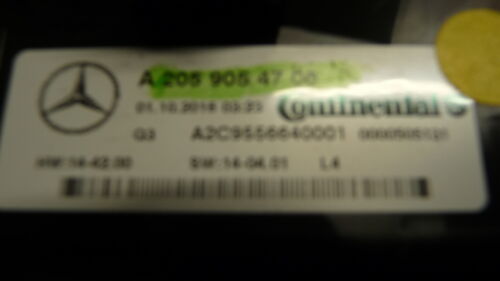 A 205 905 47 00
01.10.2014 03:23 Continental
G3 A2C9556640001
HW:14-42.00 SW:14-04.01 L4